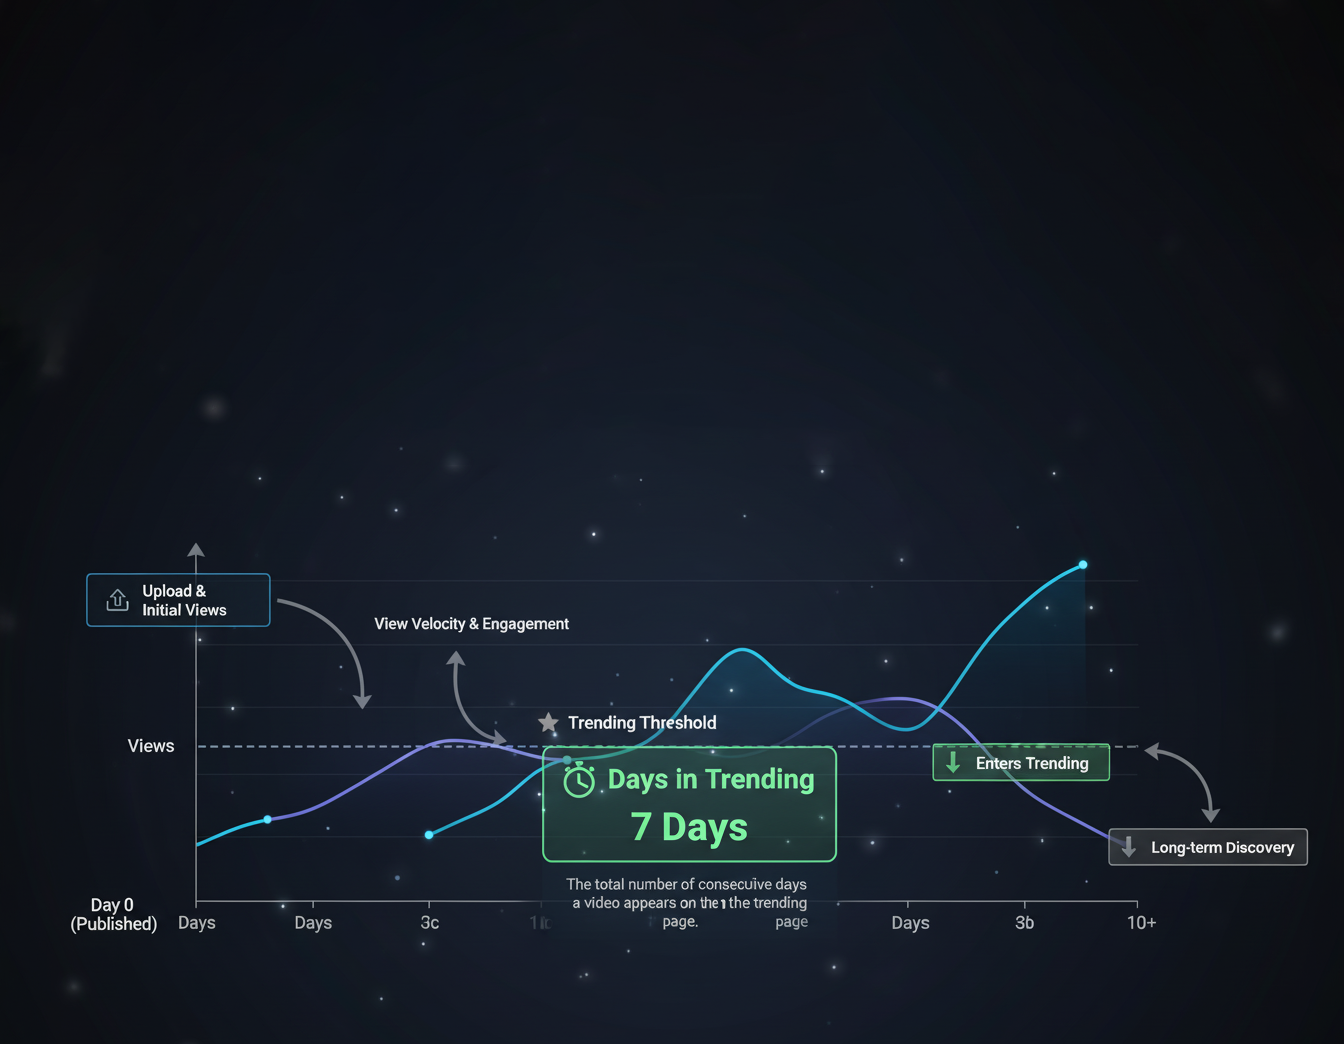 Upload &
Initial Views
View Velocity & Engagement
Trending Threshold
Views
Days in Trending
7 Days
Enters Trending
Long-term Discovery
The total number of consecuive days
a video appears on the the trending
page. page
Day 0
(Published)
Days Days 3c Days 3b 10+